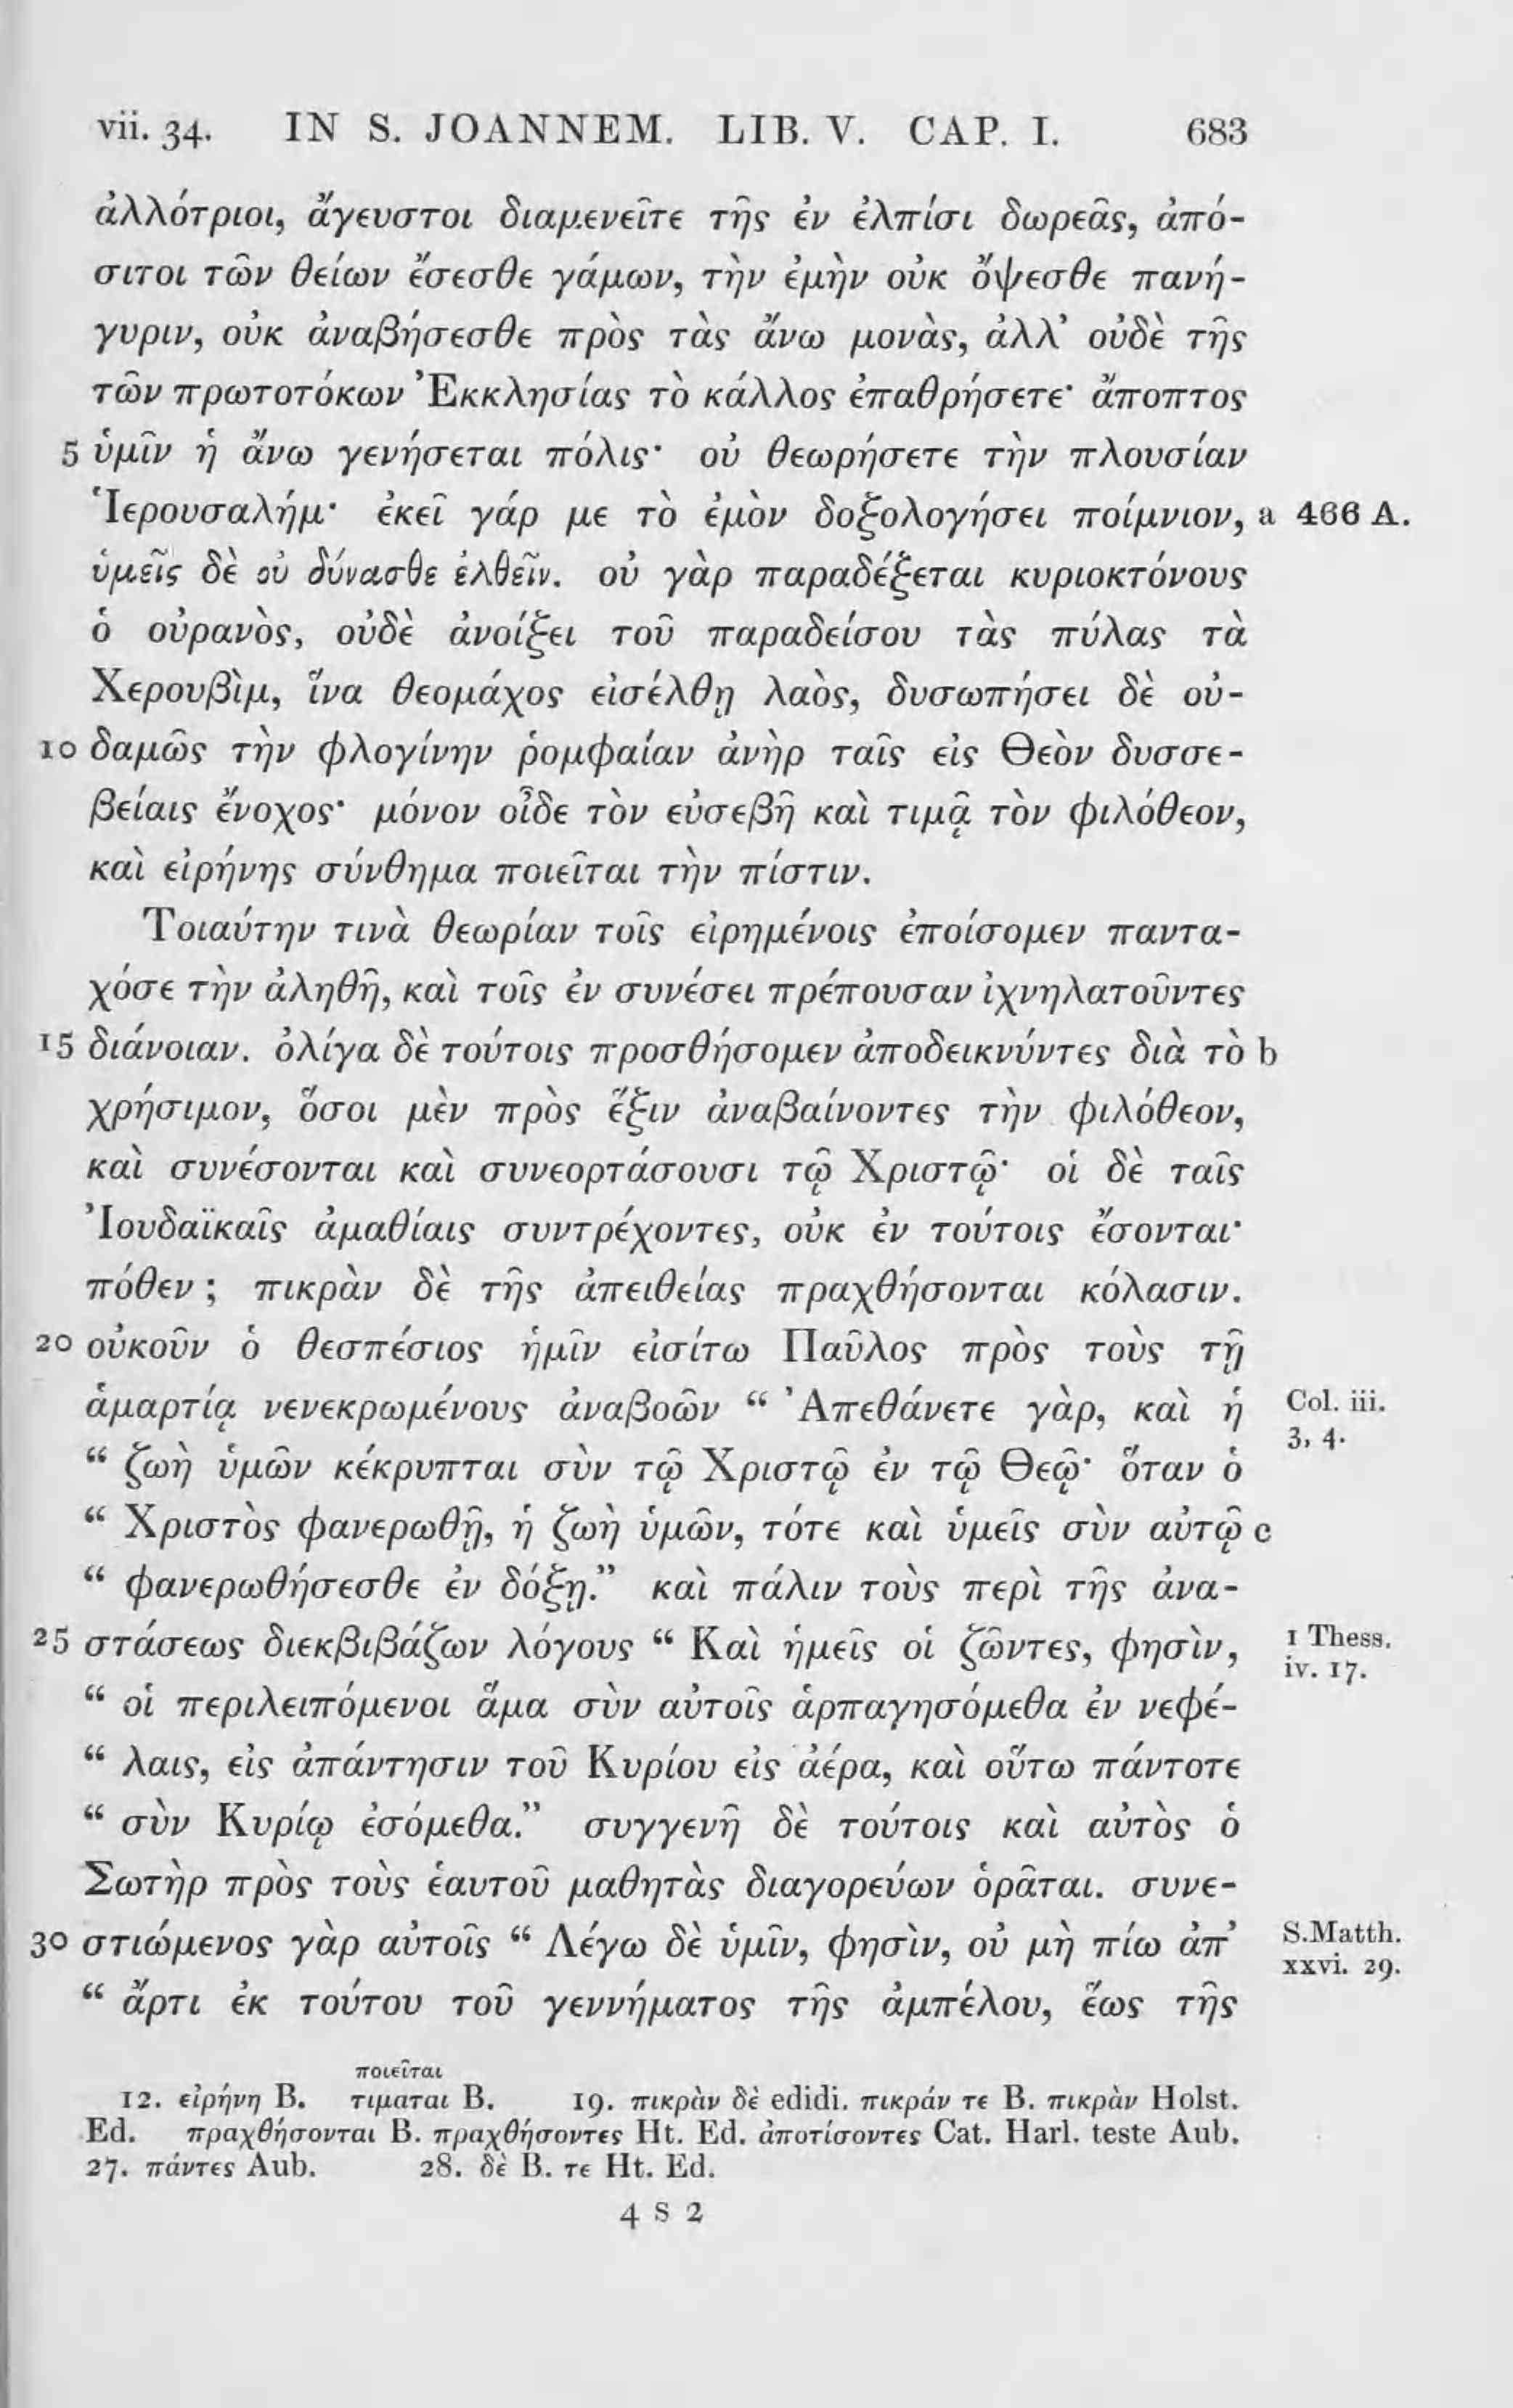 vii. 34. IN S. JOANNEM. LIB. V. CAP. I. 683
ἀλλότριοι, ἄγευστοι διαμενεῖτε τῆς ἐν ἐλπίσι δωρεᾶς, ἀπό-
σιτοι τῶν θείων ἔσεσθε γάμων, τὴν ἐμὴν οὐκ ὄψεσθε πανή-
γυριν, οὐκ ἀναβήσεσθε πρὸς τὰς ἄνω μονὰς, ἀλλ’ οὐδὲ τῆς
τῶν πρωτοτόκων Ἐκκλησίας τὸ κάλλος ἐπαθρήσετε· ἄποπτος
5 ὑμῖν ἡ ἄνω γενήσεται πόλις· οὐ θεωρήσετε τὴν πλουσίαν
Ἱερουσαλήμ· ἐκεῖ γάρ με τὸ ἐμὸν δοξολογήσει ποίμνιον, a 466 A.
ὑμεῖς δὲ οὐ δύνασθε ἐλθεῖν. οὐ γὰρ παραδέξεται κυριοκτόνους
ὁ οὐρανὸς, οὐδὲ ἀνοίξει τοῦ παραδείσου τὰς πύλας τὰ
Χερουβὶμ, ἵνα θεομάχος εἰσέλθῃ λαὸς, δυσωπήσει δὲ οὐ-
10 δαμῶς τὴν φλογίνην ῥομφαίαν ἀνὴρ ταῖς εἰς Θεὸν δυσσε-
βείαις ἔνοχος· μόνον οἶδε τὸν εὐσεβῆ καὶ τιμᾷ τὸν φιλόθεον,
καὶ εἰρήνης σύνθημα ποιεῖται τὴν πίστιν.
Τοιαύτην τινὰ θεωρίαν τοῖς εἰρημένοις ἐποίσομεν παντα-
χόσε τὴν ἀληθῆ, καὶ τοῖς ἐν συνέσει πρέπουσαν ἰχνηλατοῦντες
15 διάνοιαν. ὀλίγα δὲ τούτοις προσθήσομεν ἀποδεικνύντες διὰ τὸ b
χρήσιμον, ὅσοι μὲν πρὸς ἕξιν ἀναβαίνοντες τὴν φιλόθεον,
καὶ συνέσονται καὶ συνεορτάσουσι τῷ Χριστῷ· οἱ δὲ ταῖς
Ἰουδαϊκαῖς ἀμαθίαις συντρέχοντες, οὐκ ἐν τούτοις ἔσονται·
πόθεν ; πικρὰν δὲ τῆς ἀπειθείας πραχθήσονται κόλασιν.
20 οὐκοῦν ὁ θεσπέσιος ἡμῖν εἰσίτω Παῦλος πρὸς τοὺς τῇ
ἁμαρτίᾳ νενεκρωμένους ἀναβοῶν “ Ἀπεθάνετε γὰρ, καὶ ἡ Col. iii.
3, 4.
“ ζωὴ ὑμῶν κέκρυπται σὺν τῷ Χριστῷ ἐν τῷ Θεῷ· ὅταν ὁ
“ Χριστὸς φανερωθῇ, ἡ ζωὴ ὑμῶν, τότε καὶ ὑμεῖς σὺν αὐτῷ c
“ φανερωθήσεσθε ἐν δόξῃ.” καὶ πάλιν τοὺς περὶ τῆς ἀνα-
25 στάσεως διεκβιβάζων λόγους “ Καὶ ἡμεῖς οἱ ζῶντες, φησὶν, 1 Thess.
iv. 17.
“ οἱ περιλειπόμενοι ἅμα σὺν αὐτοῖς ἁρπαγησόμεθα ἐν νεφέ-
“ λαις, εἰς ἀπάντησιν τοῦ Κυρίου εἰς ἀέρα, καὶ οὕτω πάντοτε
“ σὺν Κυρίῳ ἐσόμεθα.” συγγενῆ δὲ τούτοις καὶ αὐτὸς ὁ
Σωτὴρ πρὸς τοὺς ἑαυτοῦ μαθητὰς διαγορεύων ὁρᾶται. συνε-
30 στιώμενος γὰρ αὐτοῖς “ Λέγω δὲ ὑμῖν, φησὶν, οὐ μὴ πίω ἀπ’ S.Matth.
xxvi. 29.
“ ἄρτι ἐκ τούτου τοῦ γεννήματος τῆς ἀμπέλου, ἕως τῆς
ποιεῖται
12. εἰρήνη B. τιμαται B. 19. πικρὰν δὲ edidi. πικράν τε B. πικρὰν Holst.
Ed. πραχθήσονται B. πραχθήσοντες Ht. Ed. ἀποτίσοντες Cat. Harl. teste Aub.
27. πάντες Aub. 28. δὲ B. τε Ht. Ed.
4 S 2